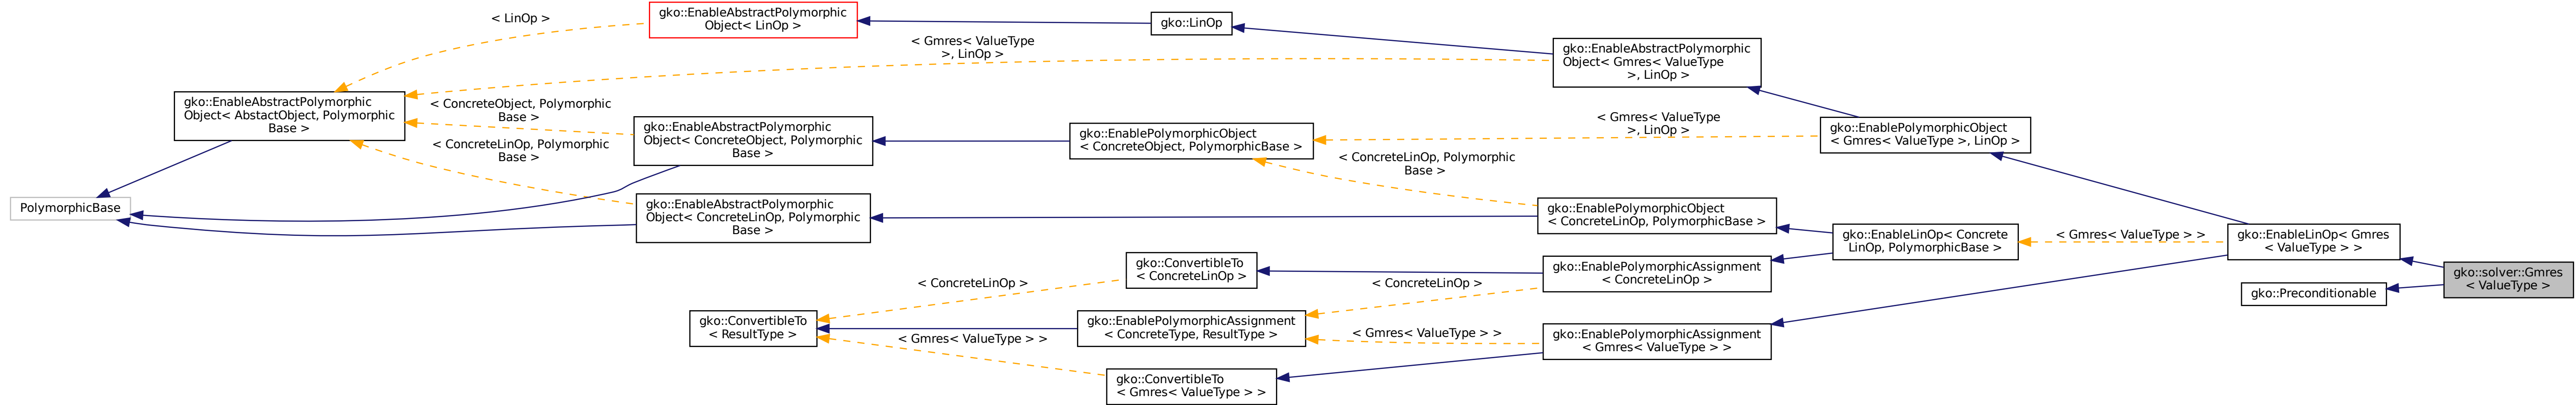 gko::EnableAbstractPolymorphic
Object< LinOp >
< LinOp >
gko::LinOp
< Gmres< ValueType
>, LinOp >
gko::EnableAbstractPolymorphic
Object< Gmres< ValueType
>, LinOp >
gko::EnableAbstractPolymorphic
Object< AbstactObject, Polymorphic
Base >
< ConcreteObject, Polymorphic
Base >
< ConcreteLinOp, Polymorphic
Base >
gko::EnableAbstractPolymorphic
Object< ConcreteObject, Polymorphic
Base >
gko::EnablePolymorphicObject
< ConcreteObject, PolymorphicBase >
< Gmres< ValueType
>, LinOp >
gko::EnablePolymorphicObject
< Gmres< ValueType >, LinOp >
< ConcreteLinOp, Polymorphic
Base >
PolymorphicBase
gko::EnableAbstractPolymorphic
Object< ConcreteLinOp, Polymorphic
Base >
gko::EnablePolymorphicObject
< ConcreteLinOp, PolymorphicBase >
gko::EnableLinOp< Concrete
LinOp, PolymorphicBase >
< Gmres< ValueType > >
gko::EnableLinOp< Gmres
< ValueType > >
gko::solver::Gmres
< ValueType >
gko::Preconditionable
gko::ConvertibleTo
< ConcreteLinOp >
< ConcreteLinOp >
gko::EnablePolymorphicAssignment
< ConcreteLinOp >
< ConcreteLinOp >
gko::ConvertibleTo
< ResultType >
gko::EnablePolymorphicAssignment
< ConcreteType, ResultType >
< Gmres< ValueType > >
< Gmres< ValueType > >
gko::EnablePolymorphicAssignment
< Gmres< ValueType > >
gko::ConvertibleTo
< Gmres< ValueType > >